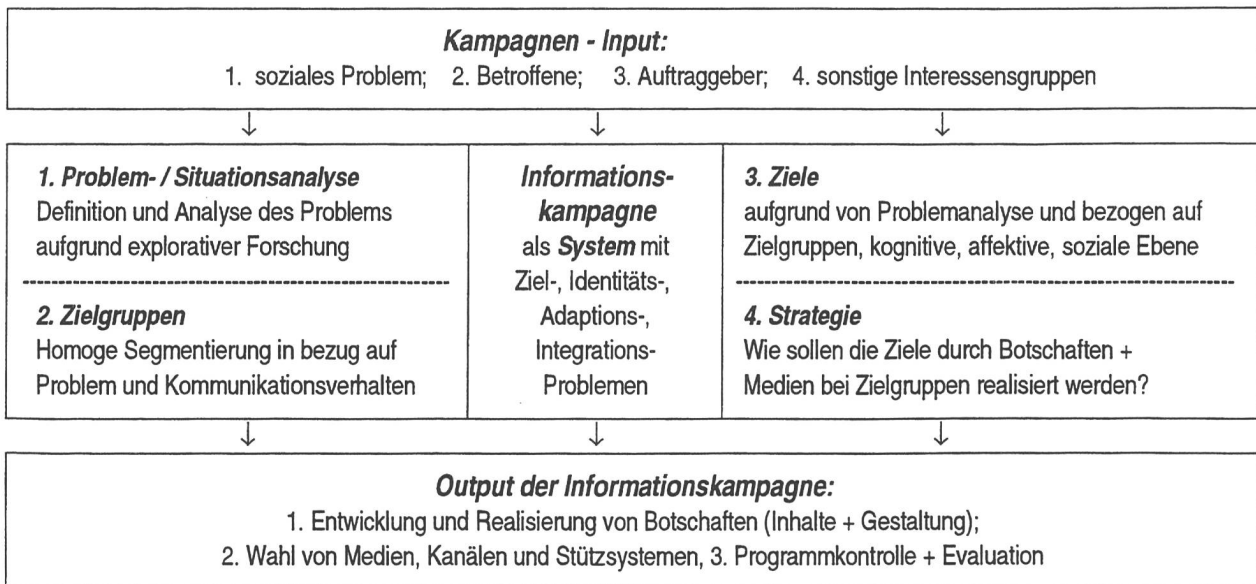 Kampagnen - Input:
1. soziales Problem; 2. Betroffene; 3. Auftraggeber; 4. sonstige Interessensgruppen
↓ ↓ ↓
1. Problem- / Situationsanalyse
Definition und Analyse des Problems
aufgrund explorativer Forschung
2. Zielgruppen
Homoge Segmentierung in bezug auf
Problem und Kommunikationsverhalten
Informations-
kampagne
als System mit
Ziel-, Identitäts-,
Adaptions-,
Integrations-
Problemen
3. Ziele
aufgrund von Problemanalyse und bezogen auf
Zielgruppen, kognitive, affektive, soziale Ebene
4. Strategie
Wie sollen die Ziele durch Botschaften +
Medien bei Zielgruppen realisiert werden?
↓ ↓ ↓
Output der Informationskampagne:
1. Entwicklung und Realisierung von Botschaften (Inhalte + Gestaltung);
2. Wahl von Medien, Kanälen und Stützsystemen, 3. Programmkontrolle + Evaluation